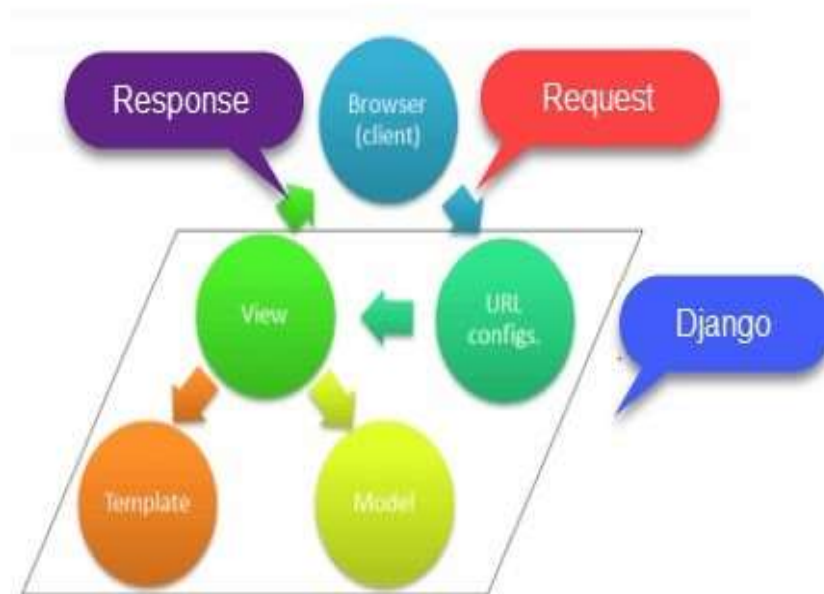 Response
Browser
(client)
Request
View
URL
configs.
Django
Template
Model